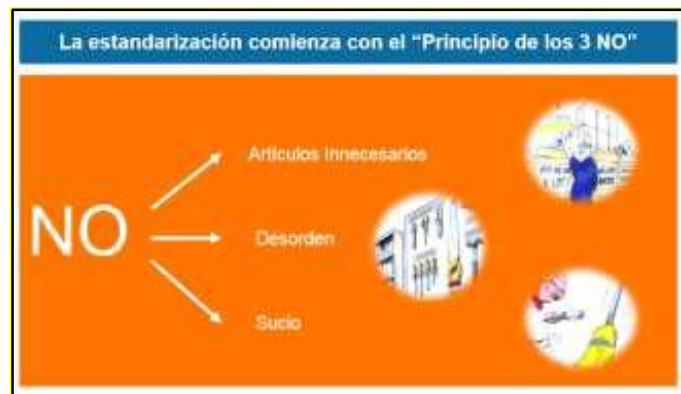 La estandarización comienza con el “Principio de los 3 NO”
Artículos Innecesarios
NO
Desorden
Sucio